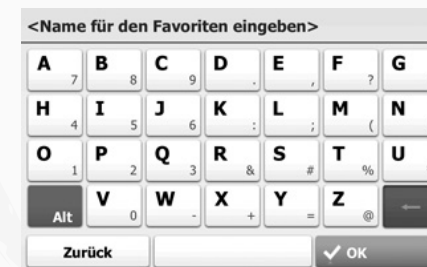 <Name für den Favoriten eingeben>
A 7 B 8 C 9 D . E , F ? G
H 4 I 5 J 6 K : L ; M ( N
O 1 P 2 Q 3 R & S # T % U
Alt V 0 W - X + Y = Z @ ←
Zurück OK